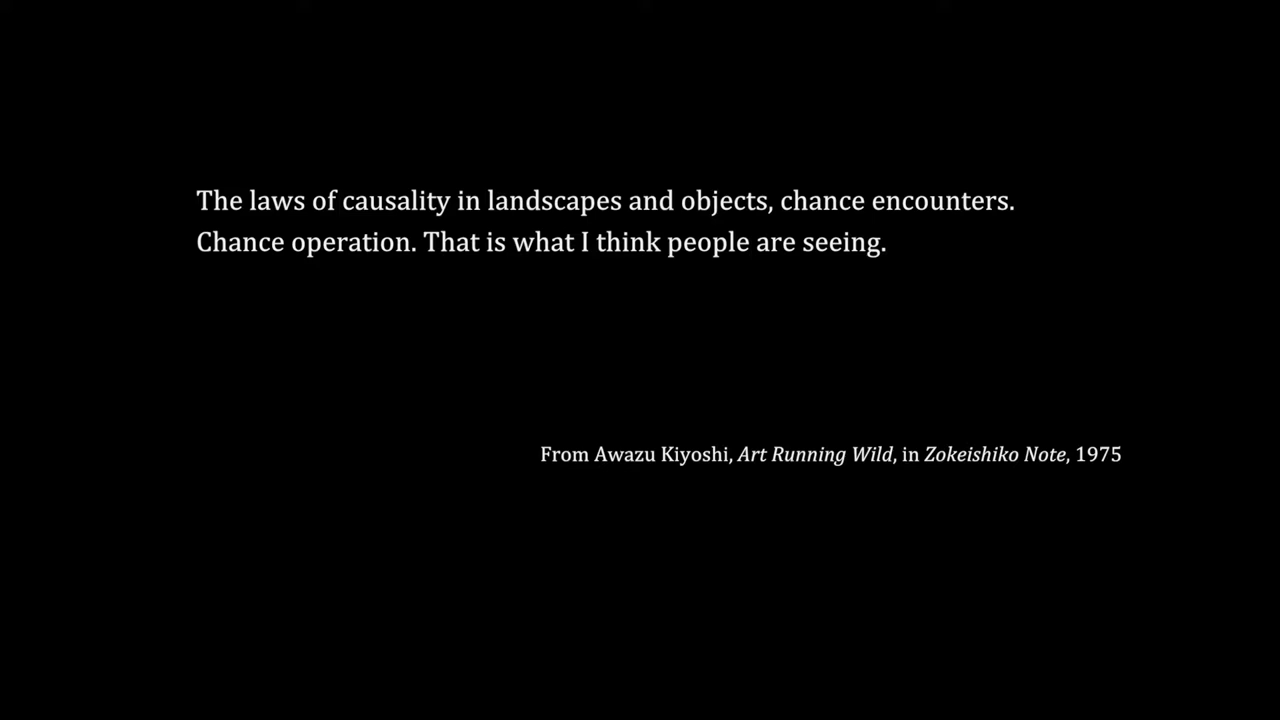 The laws of causality in landscapes and objects, chance encounters.
Chance operation. That is what I think people are seeing.
From Awazu Kiyoshi, Art Running Wild, in Zokeishiko Note, 1975